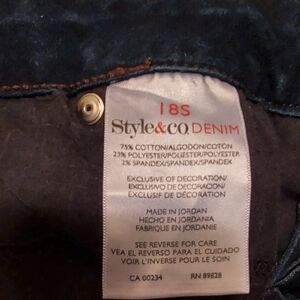 18S
Style&co. DENIM
75% COTTON/ALGODON/COTON
23% POLYESTER/POLIESTER/POLYESTER
2% SPANDEX/SPANDEX/SPANDEX
EXCLUSIVE OF DECORATION/
EXCLUSIVO DE DECORACION/
EXCLUSIF DE DECORATION
MADE IN JORDAN
HECHO EN JORDAN
FABRIQUE EN JORDANIE
SEE REVERSE FOR CARE
VEA EL REVERSO PARA EL CUIDADO
VOIR L'INVERSE POUR LE SOIN
CA 00234 RN 89828